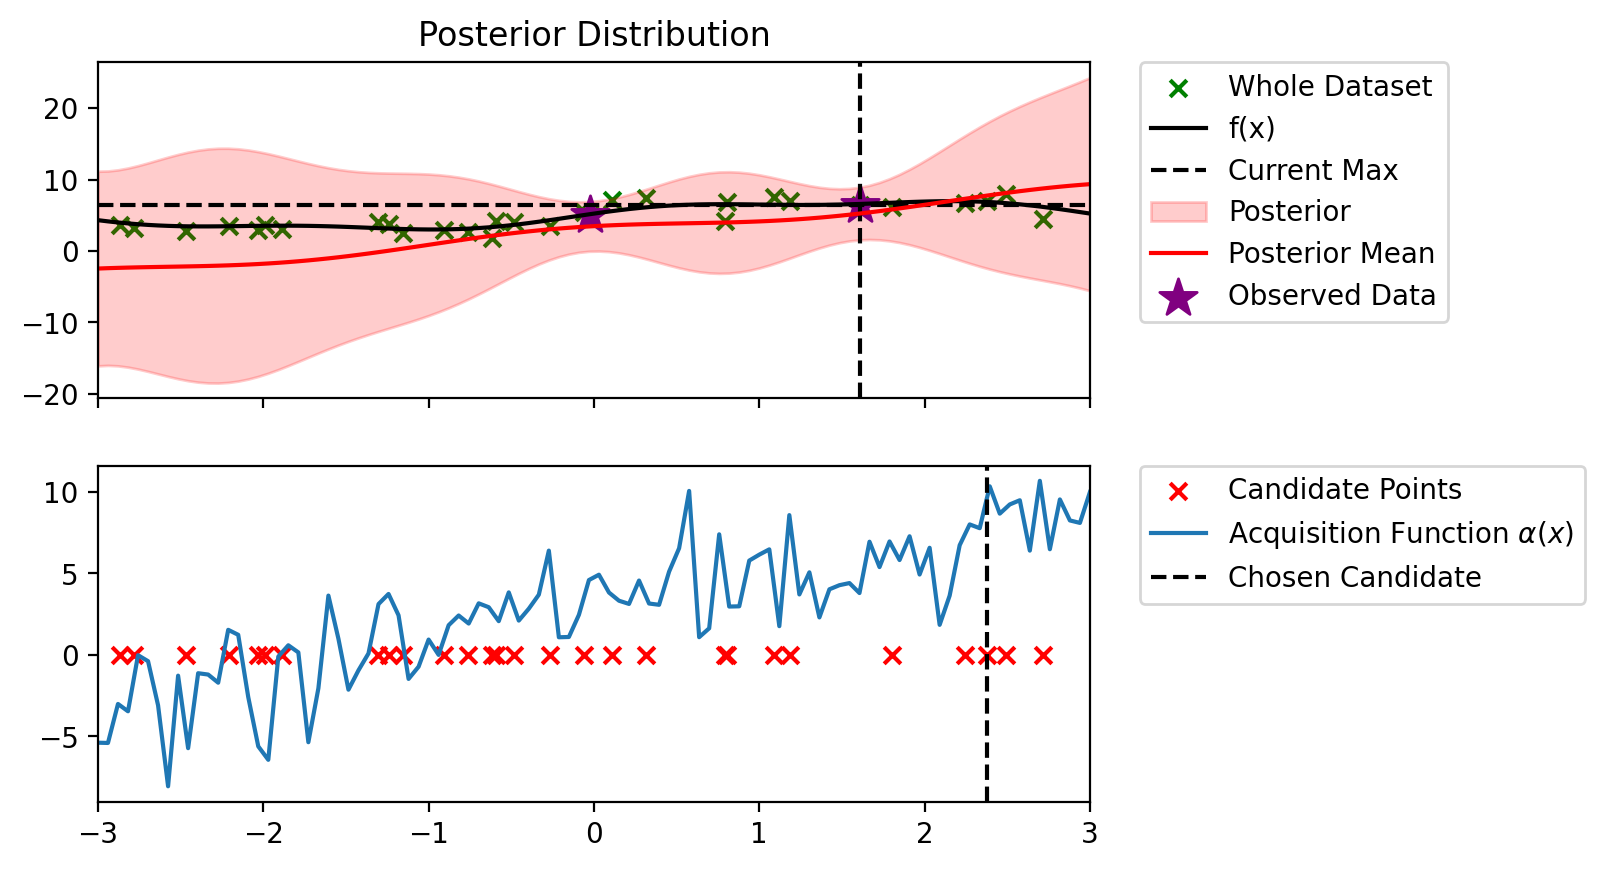 Posterior Distribution
20
10
0
−10
−20
Whole Dataset
f(x)
Current Max
Posterior
Posterior Mean
Observed Data
10
5
0
−5
−3
−2
−1
0
1
2
3
Candidate Points
Acquisition Function α(x)
Chosen Candidate